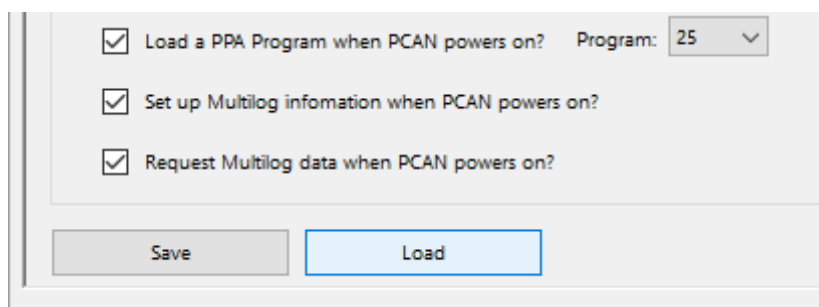 Load a PPA Program when PCAN powers on? Program: 25
Set up Multilog infomation when PCAN powers on?
Request Multilog data when PCAN powers on?
Save Load